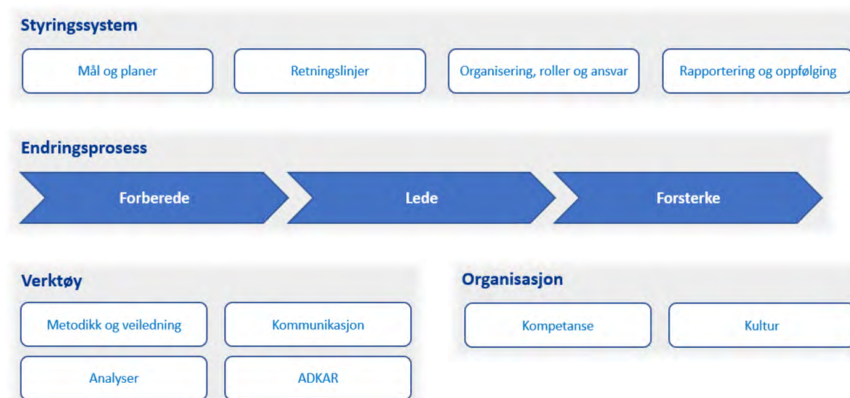 Styringssystem
Mål og planer
Retningslinjer
Organisering, roller og ansvar
Rapportering og oppfølging
Endringsprosess
Forberede
Lede
Forsterke
Verktøy
Metodikk og veiledning
Kommunikasjon
Analyser
ADKAR
Organisasjon
Kompetanse
Kultur